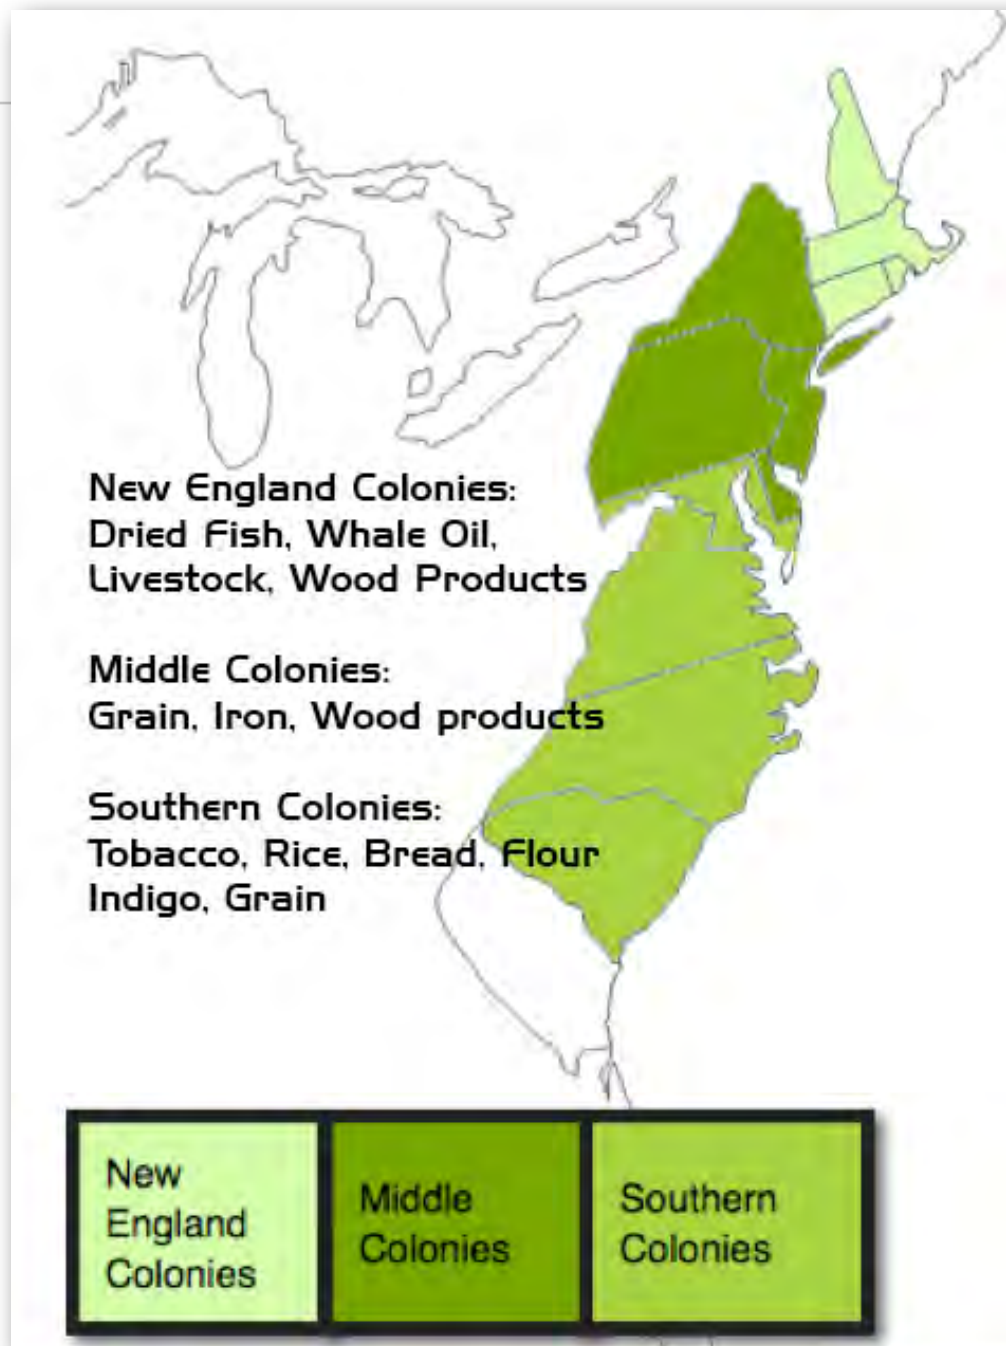 New England Colonies:
Dried Fish, Whale Oil,
Livestock, Wood Products
Middle Colonies:
Grain, Iron, Wood products
Southern Colonies:
Tobacco, Rice, Bread, Flour
Indigo, Grain
New
England
Colonies
Middle
Colonies
Southern
Colonies